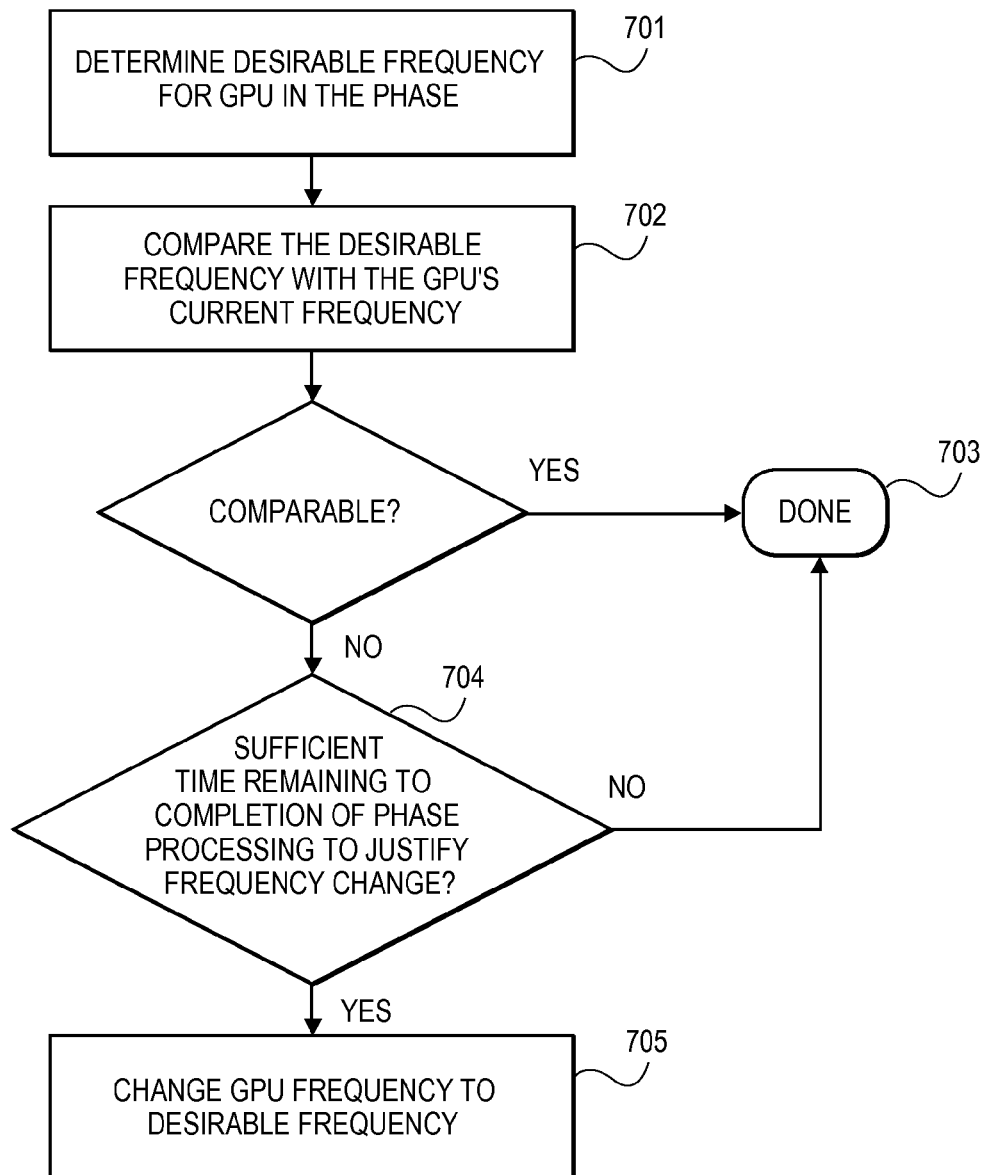 701
DETERMINE DESIRABLE FREQUENCY
FOR GPU IN THE PHASE
702
COMPARE THE DESIRABLE
FREQUENCY WITH THE GPU'S
CURRENT FREQUENCY
COMPARABLE?
YES
703
DONE
NO
704
SUFFICIENT
TIME REMAINING TO
COMPLETION OF PHASE
PROCESSING TO JUSTIFY
FREQUENCY CHANGE?
NO
YES
705
CHANGE GPU FREQUENCY TO
DESIRABLE FREQUENCY